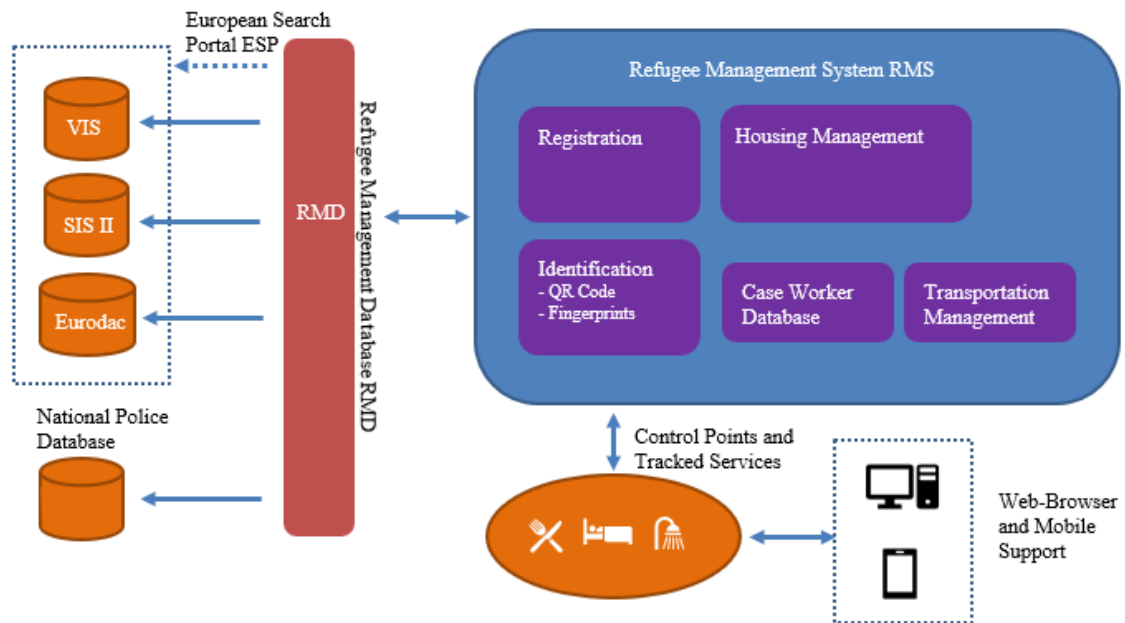 European Search
Portal ESP
VIS
SIS II
Eurodac
National Police
Database
RMD
Refugee Management Database RMD
Refugee Management System RMS
Registration
Housing Management
Identification
- QR Code
- Fingerprints
Case Worker
Database
Transportation
Management
Control Points and
Tracked Services
Web-Browser
and Mobile
Support